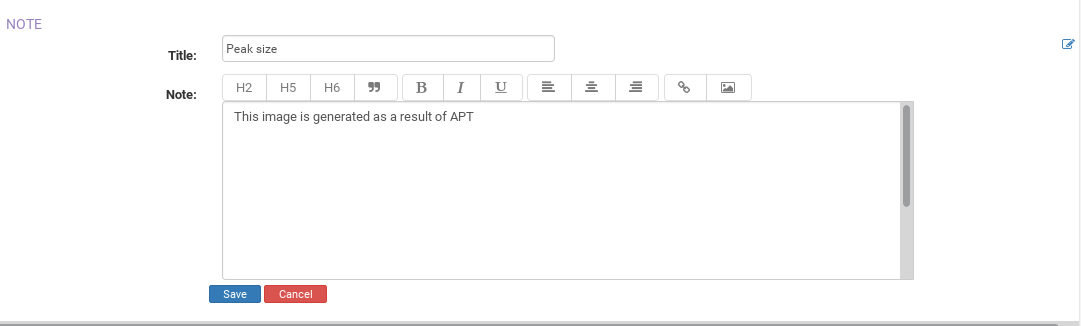 NOTE
Title: Peak size
Note: H2 H5 H6 B I U
This image is generated as a result of APT
Save Cancel